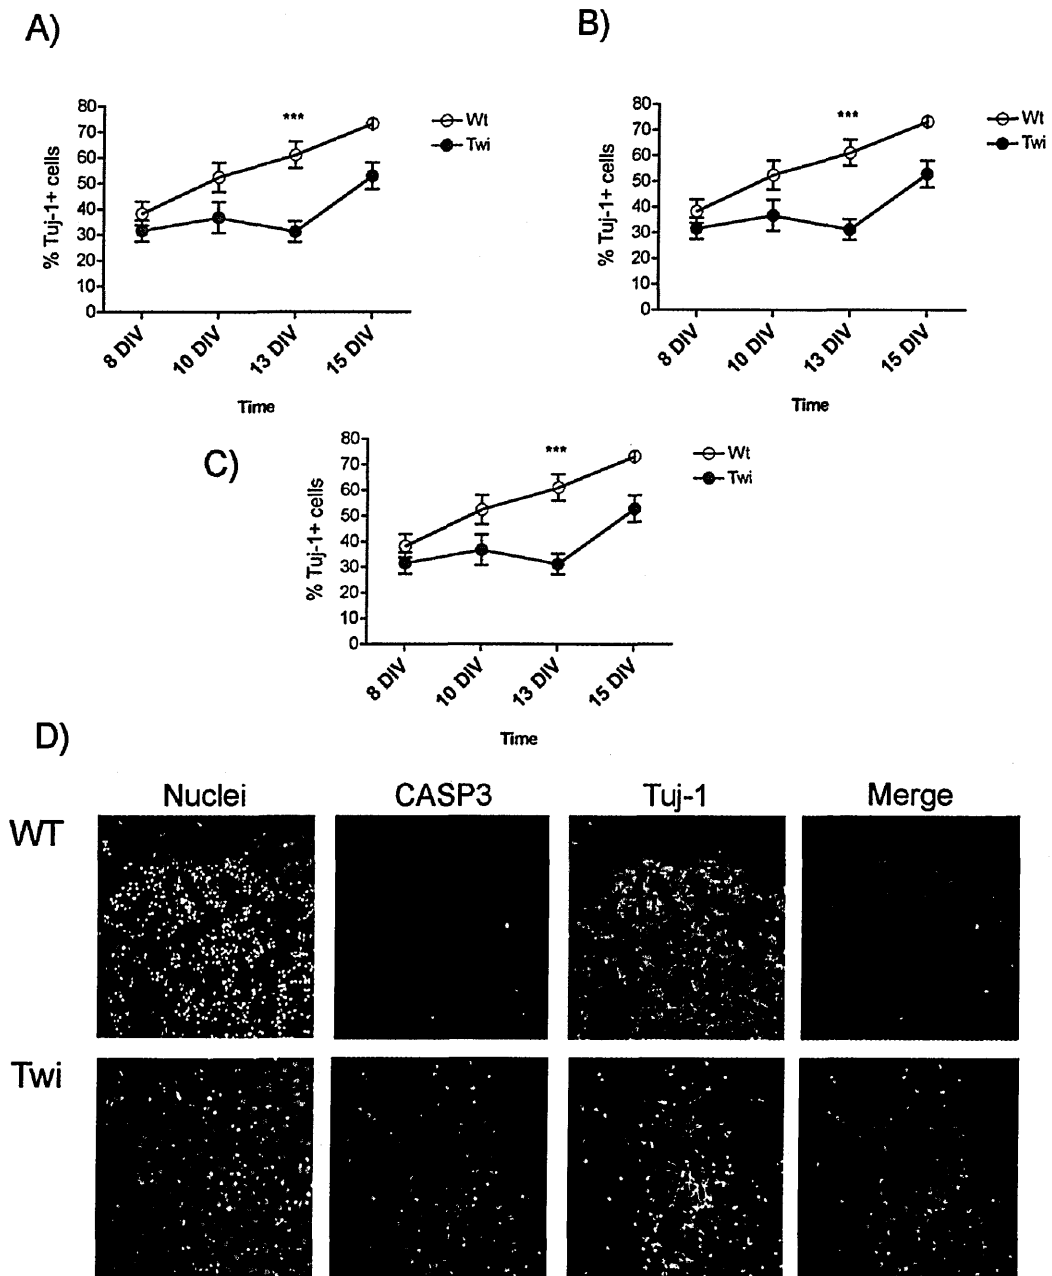 A)
80
70
60
50
40
30
20
10
0
% Tuj-1+ cells
***
Wt
Twi
8 DIV
10 DIV
13 DIV
15 DIV
Time
B)
80
70
60
50
40
30
20
10
0
% Tuj-1+ cells
***
Wt
Twi
8 DIV
10 DIV
13 DIV
15 DIV
Time
C)
80
70
60
50
40
30
20
10
0
% Tuj-1+ cells
***
Wt
Twi
8 DIV
10 DIV
13 DIV
15 DIV
Time
D)
Nuclei CASP3 Tuj-1 Merge
WT
Twi